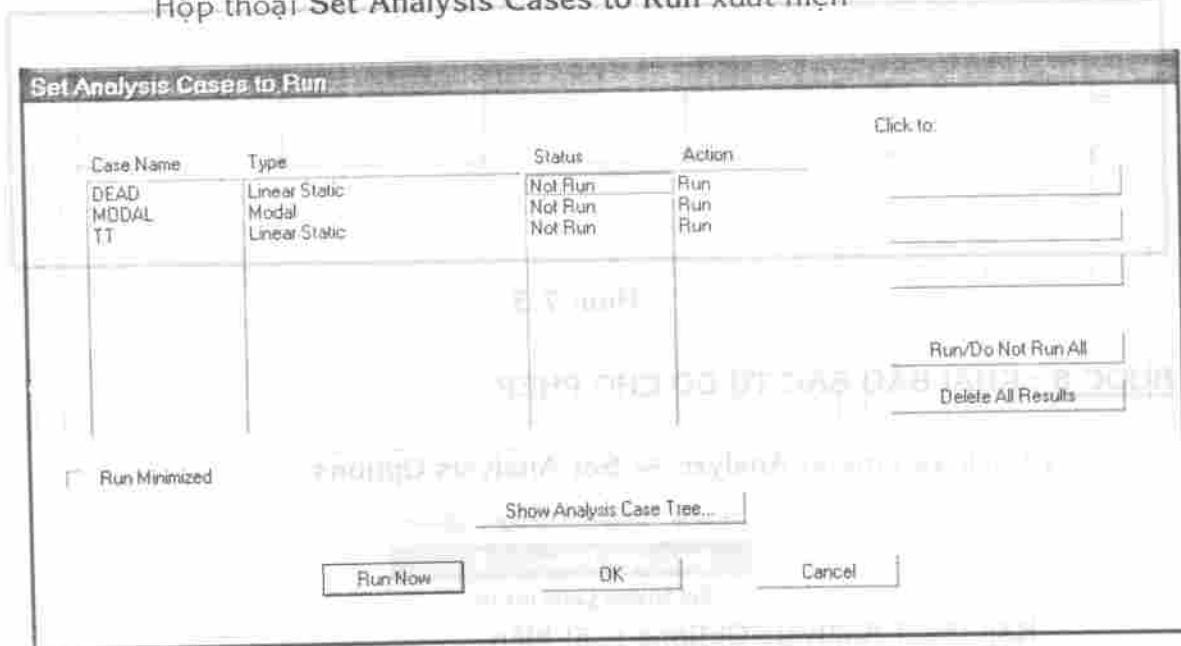 Hộp thoại Set Analysis Cases to Run xuất hiện
Set Analysis Cases to Run
Click to:
Case Name Type Status Action
DEAD Linear Static Not Run Run
MODAL Modal Not Run Run
TT Linear Static Not Run Run
Run/Do Not Run All
Delete All Results
Run Minimized
Show Analysis Case Tree...
Run Now OK Cancel